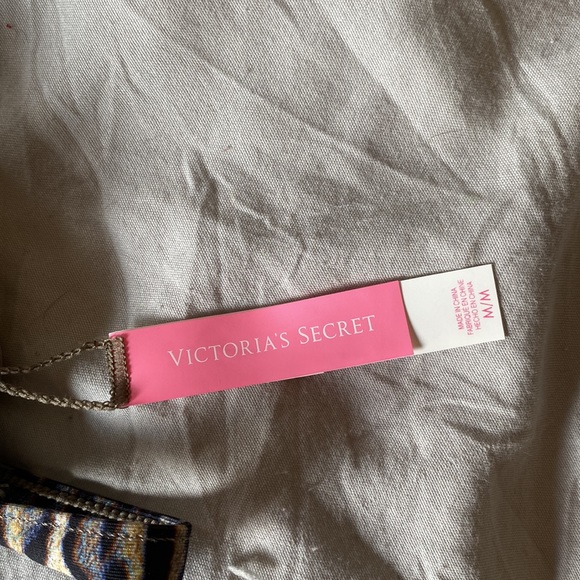 VICTORIA'S SECRET
MADE IN CHINA
FABRIQUÉ EN CHINE
HECHO EN CHINA
M/M